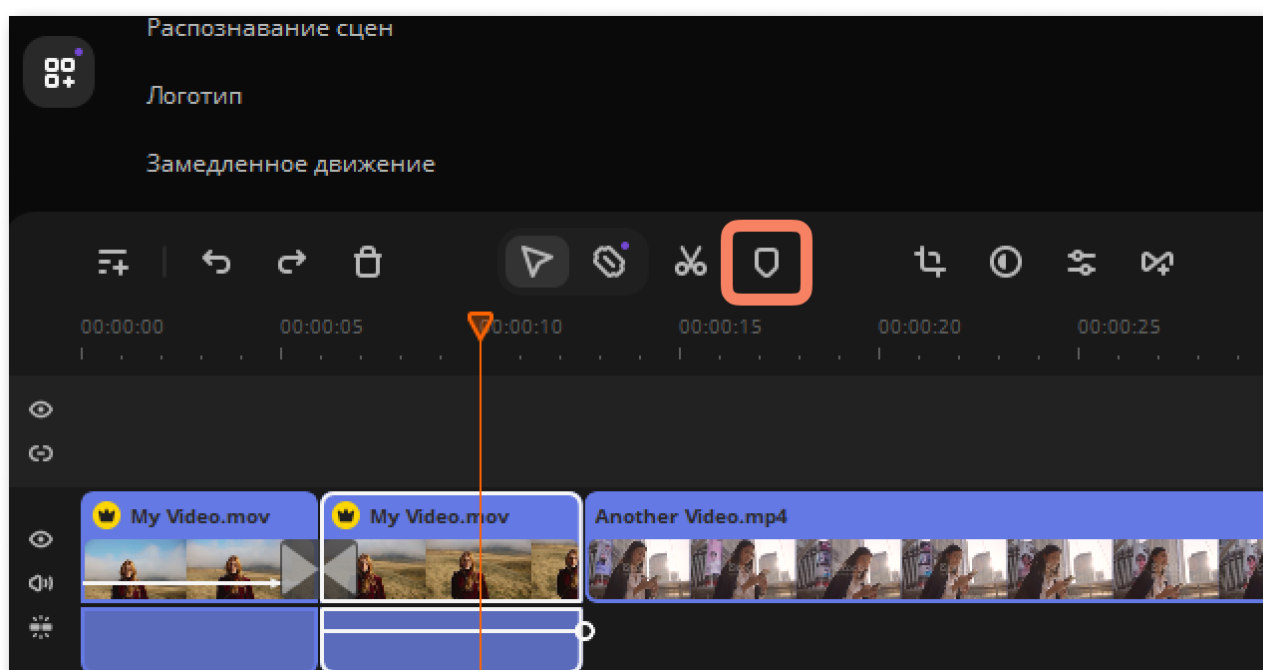 Распознавание сцен
Логотип
Замедленное движение
00:00:00 00:00:05 00:00:10 00:00:15 00:00:20 00:00:25
My Video.mov My Video.mov Another Video.mp4